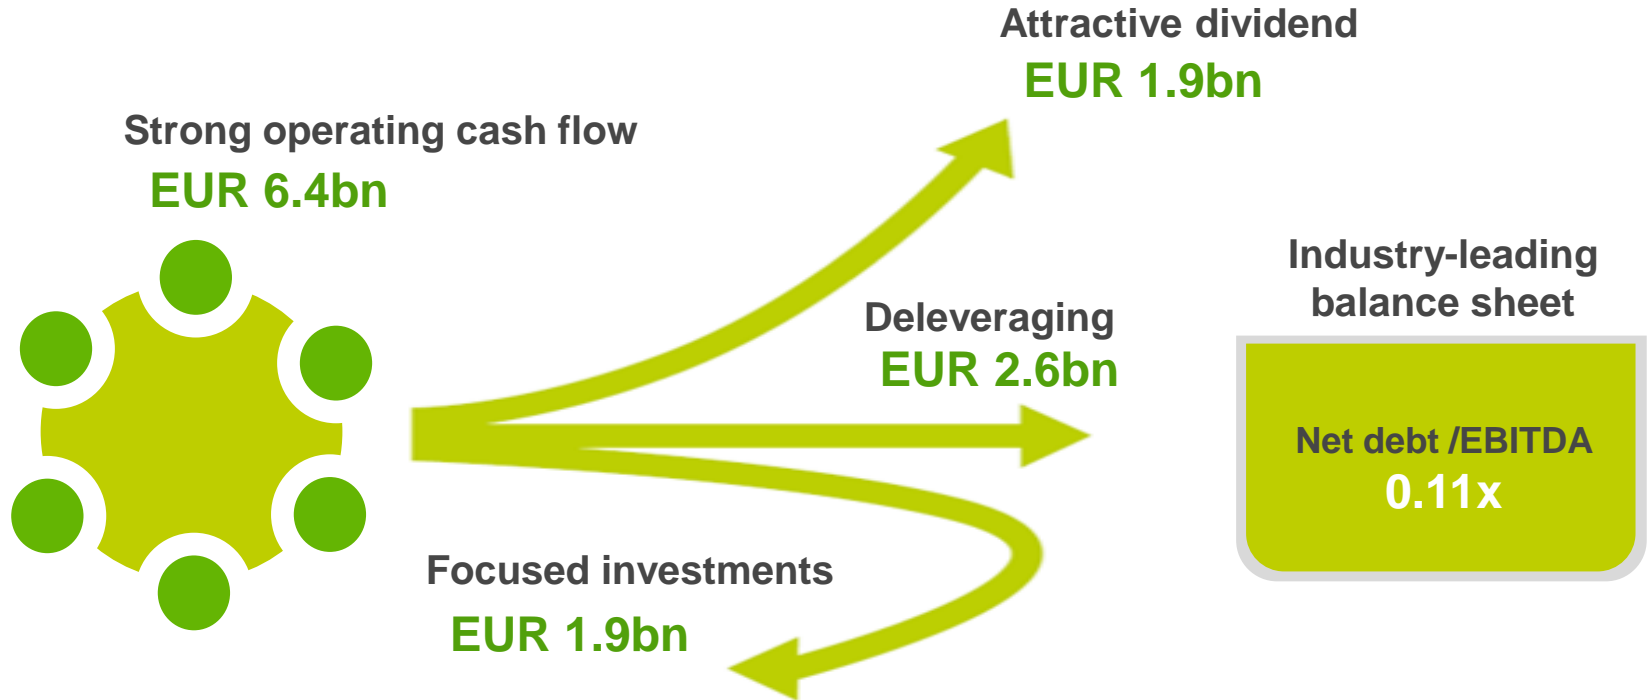 Attractive dividend
EUR 1.9bn
Strong operating cash flow
EUR 6.4bn
Industry-leading
balance sheet
Deleveraging
EUR 2.6bn
Net debt /EBITDA
0.11x
Focused investments
EUR 1.9bn